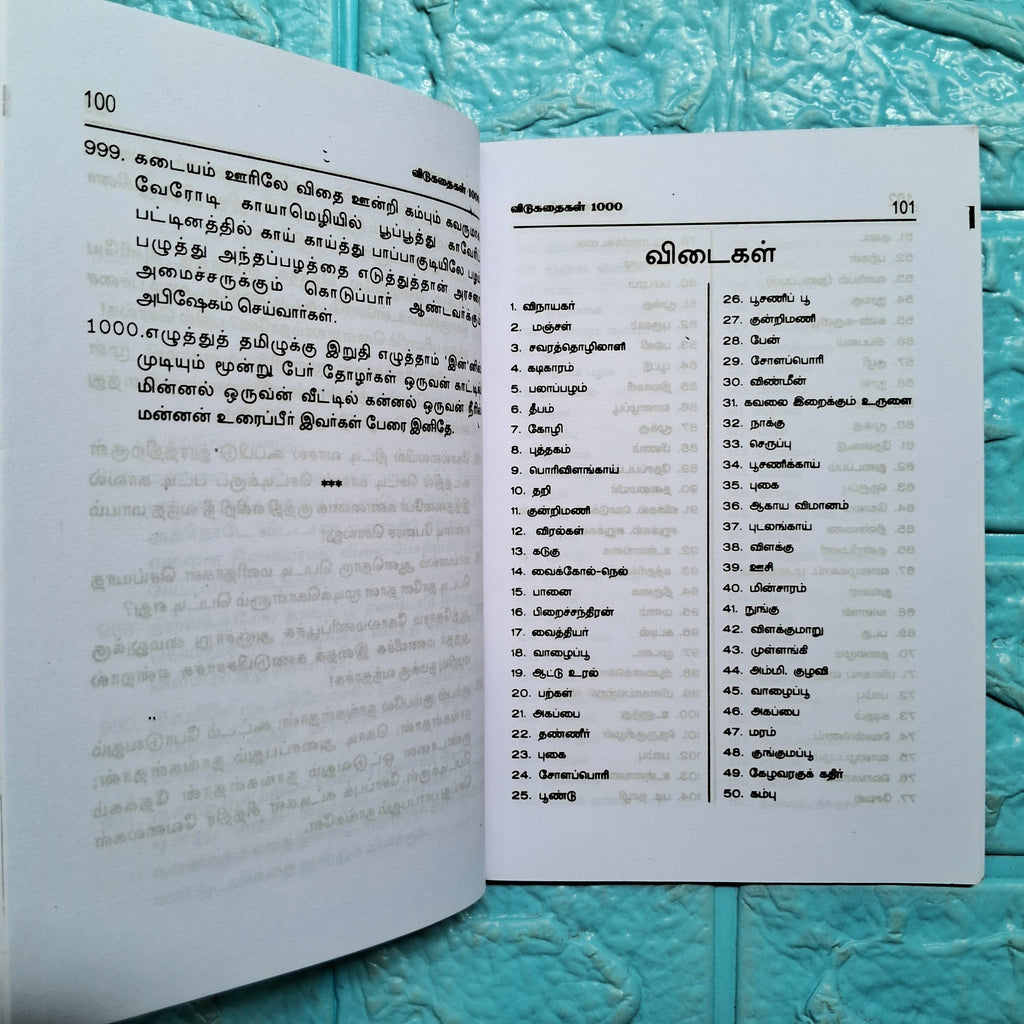 100
விடுகதைகள்
999. கடையம் ஊரிலே விதை ஊன்றி கம்பும் கவருமாக
வேரோடி காயாமெழியில் பூப்பூத்து
பட்டினத்தில் காய் காய்த்து பாப்பாகுடியிலே
பழுத்து அந்தப்பழத்தை எடுத்துத்தான்
அமைச்சருக்கும் கொடுப்பார் ஆண்டவர்க்கும்
அபிஷேகம் செய்வார்கள்.
1000.எழுத்துத் தமிழுக்கு இறுதி எழுத்தாம்
முடியும் மூன்று பேர் தோழர்கள் ஒருவன் காட்டில்
மின்னல் ஒருவன் வீட்டில் கன்னல் ஒருவன் நீரில்
மன்னன் உரைப்பீர் இவர்கள் பேரை இனிதே.
***
விடுகதைகள் 1000 101
விடைகள்
1. விநாயகர்
2. மஞ்சள்
3. சவரத்தொழிலாளி
4. கடிகாரம்
5. பலாப்பழம்
6. தீபம்
7. கோழி
8. புத்தகம்
9. பொரிவிளங்காய்
10. தறி
11. குன்றிமணி
12. விரல்கள்
13. கடுகு
14. வைக்கோல்-நெல்
15. பானை
16. பிறைச்சந்திரன்
17. வைத்தியர்
18. வாழைப்பூ
19. ஆட்டு உரல்
20. பற்கள்
21. அகப்பை
22. தண்ணீர்
23. புகை
24. சோளப்பொரி
25. பூண்டு
26. பூசணிப் பூ
27. குன்றிமணி
28. பேன்
29. சோளப்பொரி
30. விண்மீன்
31. கவலை இறைக்கும் உருளை
32. நாக்கு
33. செருப்பு
34. பூசணிக்காய்
35. புகை
36. ஆகாய விமானம்
37. புடலங்காய்
38. விளக்கு
39. ஊசி
40. மின்சாரம்
41. நுங்கு
42. விளக்குமாறு
43. முள்ளங்கி
44. அம்மி, குழவி
45. வாழைப்பூ
46. அகப்பை
47. மரம்
48. குங்குமப்பூ
49. கேழ்வரகுக் கதிர்
50. கம்பு